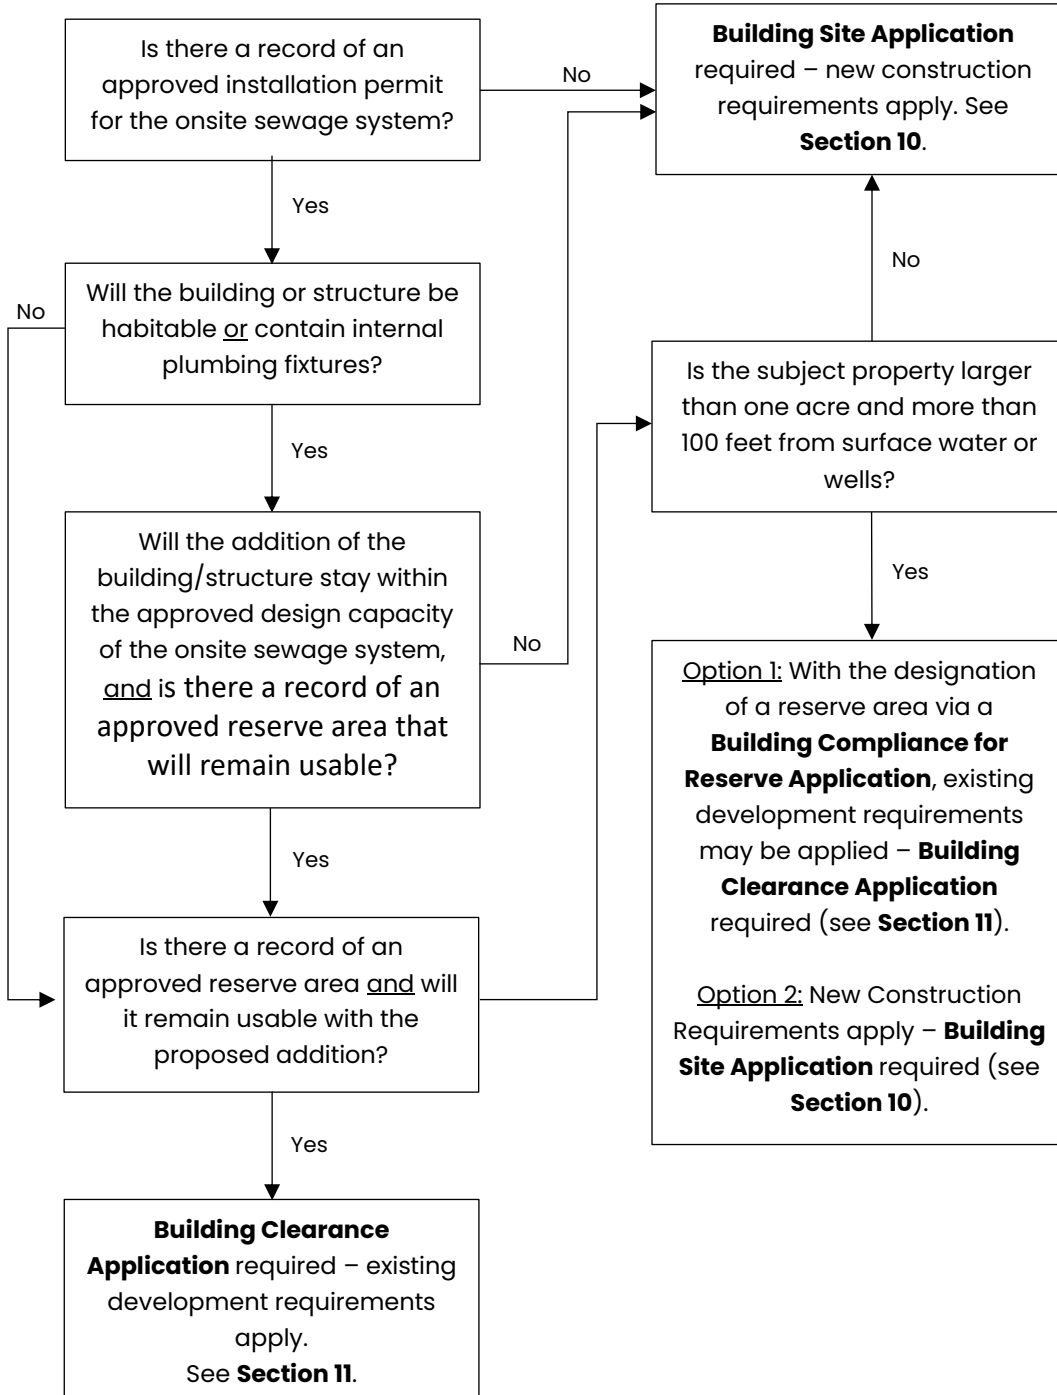 Is there a record of an
approved installation permit
for the onsite sewage system?
No
Building Site Application
required – new construction
requirements apply. See
Section 10.
Yes
No
No
Will the building or structure be
habitable or contain internal
plumbing fixtures?
Is the subject property larger
than one acre and more than
100 feet from surface water or
wells?
Yes
Will the addition of the
building/structure stay within
the approved design capacity
of the onsite sewage system,
and is there a record of an
approved reserve area that
will remain usable?
No
Yes
Option 1: With the designation
of a reserve area via a
Building Compliance for
Reserve Application, existing
development requirements
may be applied – Building
Clearance Application
required (see Section 11).
Option 2: New Construction
Requirements apply – Building
Site Application required (see
Section 10).
Yes
Is there a record of an
approved reserve area and will
it remain usable with the
proposed addition?
Yes
Building Clearance
Application required – existing
development requirements
apply.
See Section 11.